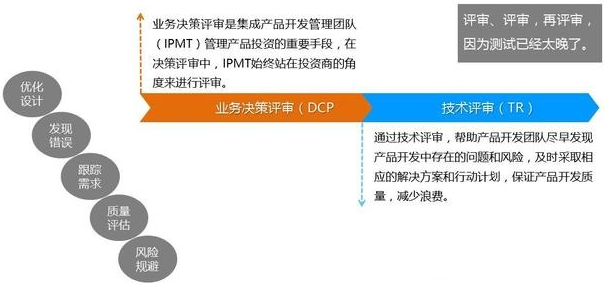 业务决策评审是集成产品开发管理团队
（IPMT）管理产品投资的重要手段，在
决策评审中，IPMT始终站在投资商的角
度来进行评审。
评审、评审，再评审，
因为测试已经太晚了。
优化
设计
发现
错误
跟踪
需求
质量
评估
风险
规避
业务决策评审（DCP
技术评审（TR）
通过技术评审，帮助产品开发团队尽早发现
产品开发中存在的问题和风险，及时采取相
应的解决方案和行动计划，保证产品开发质
量，减少浪费。